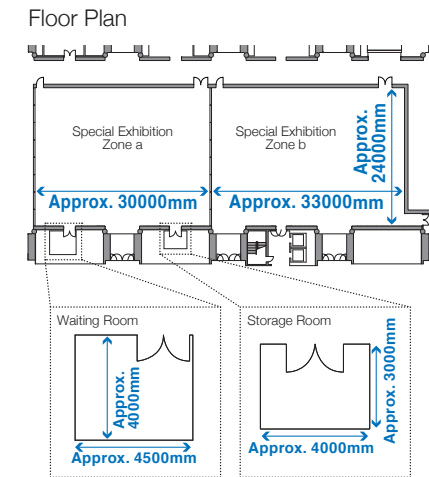 Floor Plan
Special Exhibition
Zone a
Special Exhibition
Zone b
Approx.
24000mm
Approx. 30000mm
Approx. 33000mm
Waiting Room
Approx.
4000mm
Approx. 4500mm
Storage Room
Approx. 3000mm
Approx. 4000mm